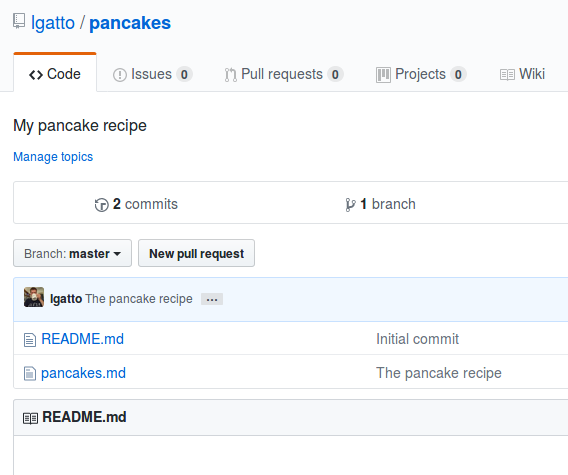 lgatto / pancakes
Code Issues 0 Pull requests 0 Projects 0 Wiki
My pancake recipe
Manage topics
2 commits 1 branch
Branch: master New pull request
lgatto The pancake recipe ...
README.md Initial commit
pancakes.md The pancake recipe
README.md